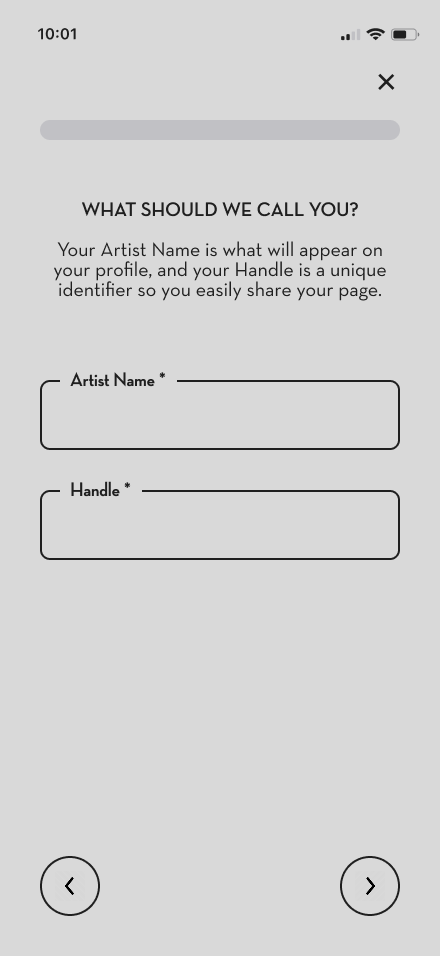 10:01
WHAT SHOULD WE CALL YOU?
Your Artist Name is what will appear on
your profile, and your Handle is a unique
identifier so you easily share your page.
Artist Name *
Handle *